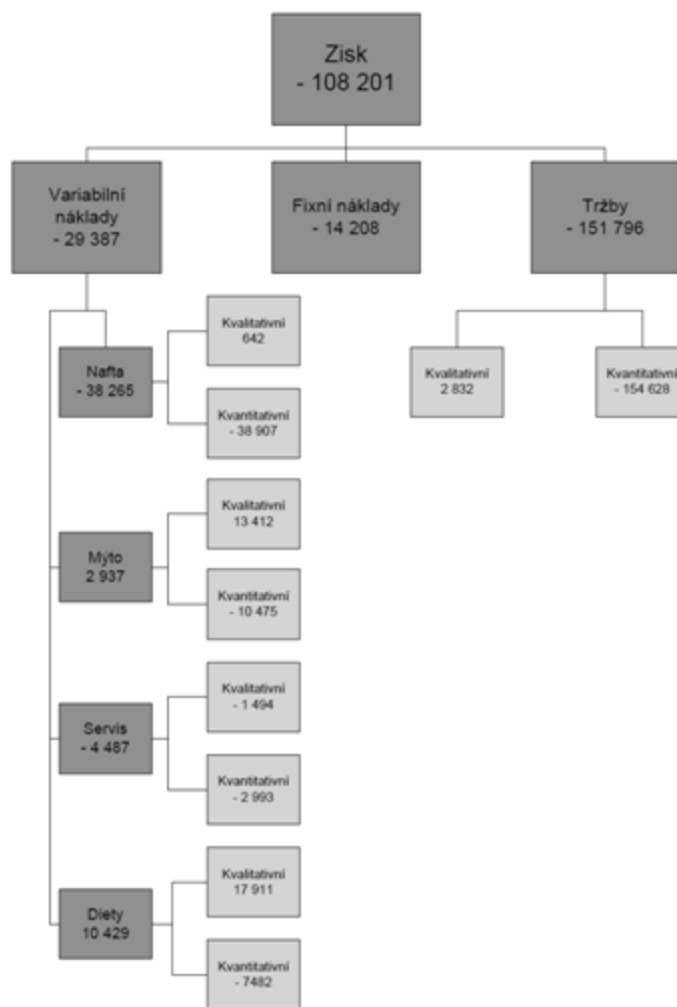 Zisk
- 108 201
Variabilní
náklady
- 29 387
Fixní náklady
- 14 208
Tržby
- 151 796
Nafta
- 38 265
Kvalitativní
642
Kvantitativní
- 38 907
Kvalitativní
2 832
Kvantitativní
- 154 628
Mýto
2 937
Kvalitativní
13 412
Kvantitativní
- 10 475
Servis
- 4 487
Kvalitativní
- 1 494
Kvantitativní
- 2 993
Diety
10 429
Kvalitativní
17 911
Kvantitativní
- 7482